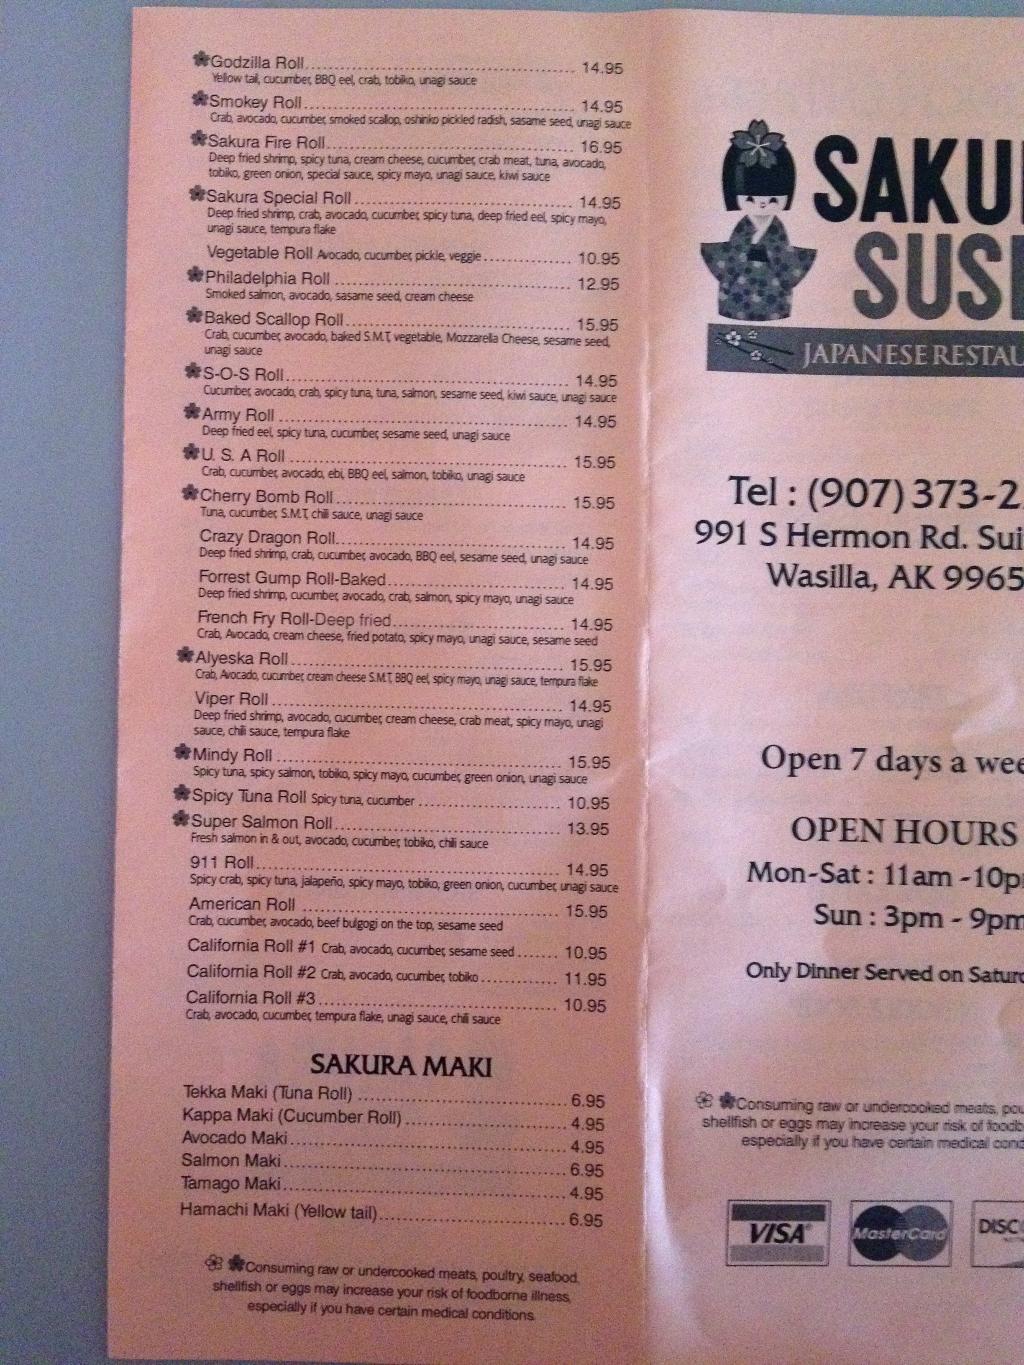 Godzilla Roll 14.95
Yellow tail, cucumber, BBQ eel, crab, tobiko, unagi sauce
Smokey Roll 14.95
Crab, avocado, cucumber, smoked scallop, oshinko pickled radish, sasame seed, unagi sauce
Sakura Fire Roll 16.95
Deep fried shrimp, spicy tuna, cream cheese, cucumber, crab meat, tuna, avocado,
tobiko, green onion, special sauce, spicy mayo, unagi sauce, kiwi sauce
Sakura Special Roll 14.95
Deep fried shrimp, crab, avocado, cucumber, spicy tuna, deep fried eel, spicy mayo,
unagi sauce, tempura flake
Vegetable Roll Avocado, cucumber, pickle, veggie 10.95
Philadelphia Roll 12.95
Smoked salmon, avocado, sasame seed, cream cheese
Baked Scallop Roll 15.95
Crab, cucumber, avocado, baked S.M.T, vegetable, Mozzarella Cheese, sesame seed,
unagi sauce
S-O-S Roll 14.95
Cucumber, avocado, crab, spicy tuna, tuna, salmon, sesame seed, kiwi sauce, unagi sauce
Army Roll 14.95
Deep fried eel, spicy tuna, cucumber, sesame seed, unagi sauce
U. S. A Roll 15.95
Crab, cucumber, avocado, ebi, BBQ eel, salmon, tobiko, unagi sauce
Cherry Bomb Roll 15.95
Tuna, cucumber, S.M.T, chili sauce, unagi sauce
Crazy Dragon Roll 14.95
Deep fried shrimp, crab, cucumber, avocado, BBQ eel, sesame seed, unagi sauce
Forrest Gump Roll-Baked 14.95
Deep fried shrimp, cucumber, avocado, crab, salmon, spicy mayo, unagi sauce
French Fry Roll-Deep fried 14.95
Crab, Avocado, cream cheese, fried potato, spicy mayo, unagi sauce, sesame seed
Alyeska Roll 15.95
Crab, Avocado, cucumber, cream cheese S.M.T, BBQ eel, spicy mayo, unagi sauce, tempura flake
Viper Roll 14.95
Deep fried shrimp, avocado, cucumber, cream cheese, crab meat, spicy mayo, unagi
sauce, chili sauce, tempura flake
Mindy Roll 15.95
Spicy tuna, spicy salmon, tobiko, spicy mayo, cucumber, green onion, unagi sauce
Spicy Tuna Roll Spicy tuna, cucumber 10.95
Super Salmon Roll 13.95
Fresh salmon in & out, avocado, cucumber, tobiko, chili sauce
911 Roll 14.95
Spicy crab, spicy tuna, jalapeño, spicy mayo, tobiko, green onion, cucumber, unagi sauce
American Roll 15.95
Crab, cucumber, avocado, beef bulgogi on the top, sesame seed
California Roll #1 Crab, avocado, cucumber, sesame seed 10.95
California Roll #2 Crab, avocado, cucumber, tobiko 11.95
California Roll #3 10.95
Crab, avocado, cucumber, tempura flake, unagi sauce, chili sauce
SAKURA MAKI
Tekka Maki (Tuna Roll) 6.95
Kappa Maki (Cucumber Roll) 4.95
Avocado Maki 4.95
Salmon Maki 6.95
Tamago Maki 4.95
Hamachi Maki (Yellow tail) 6.95
Consuming raw or undercooked meats, poultry, seafood,
shellfish or eggs may increase your risk of foodborne illness,
especially if you have certain medical conditions.
SAKU
SUS
JAPANESE RESTAU
Tel : (907) 373-2
991 S Hermon Rd. Sui
Wasilla, AK 9965
Open 7 days a wee
OPEN HOURS
Mon-Sat : 11am -10p
Sun : 3pm - 9pm
Only Dinner Served on Satur
Consuming raw or undercooked meats, pou
shellfish or eggs may increase your risk of foodb
especially if you have certain medical cond
VISA MasterCard DISC